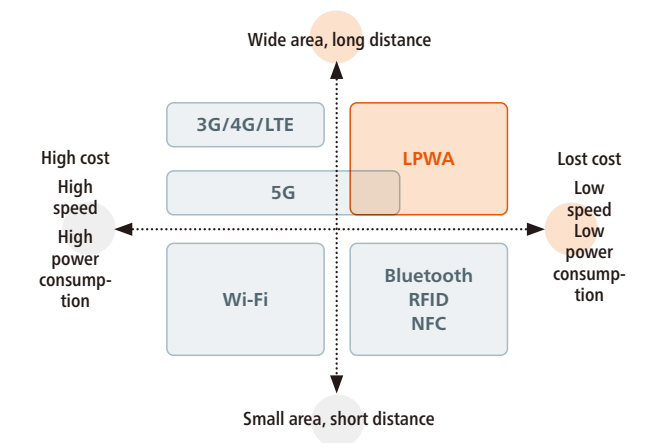 Wide area, long distance
3G/4G/LTE
LPWA
5G
High cost
High
speed
High
power
consump-
tion
Lost cost
Low
speed
Low
power
consump-
tion
Wi-Fi
Bluetooth
RFID
NFC
Small area, short distance